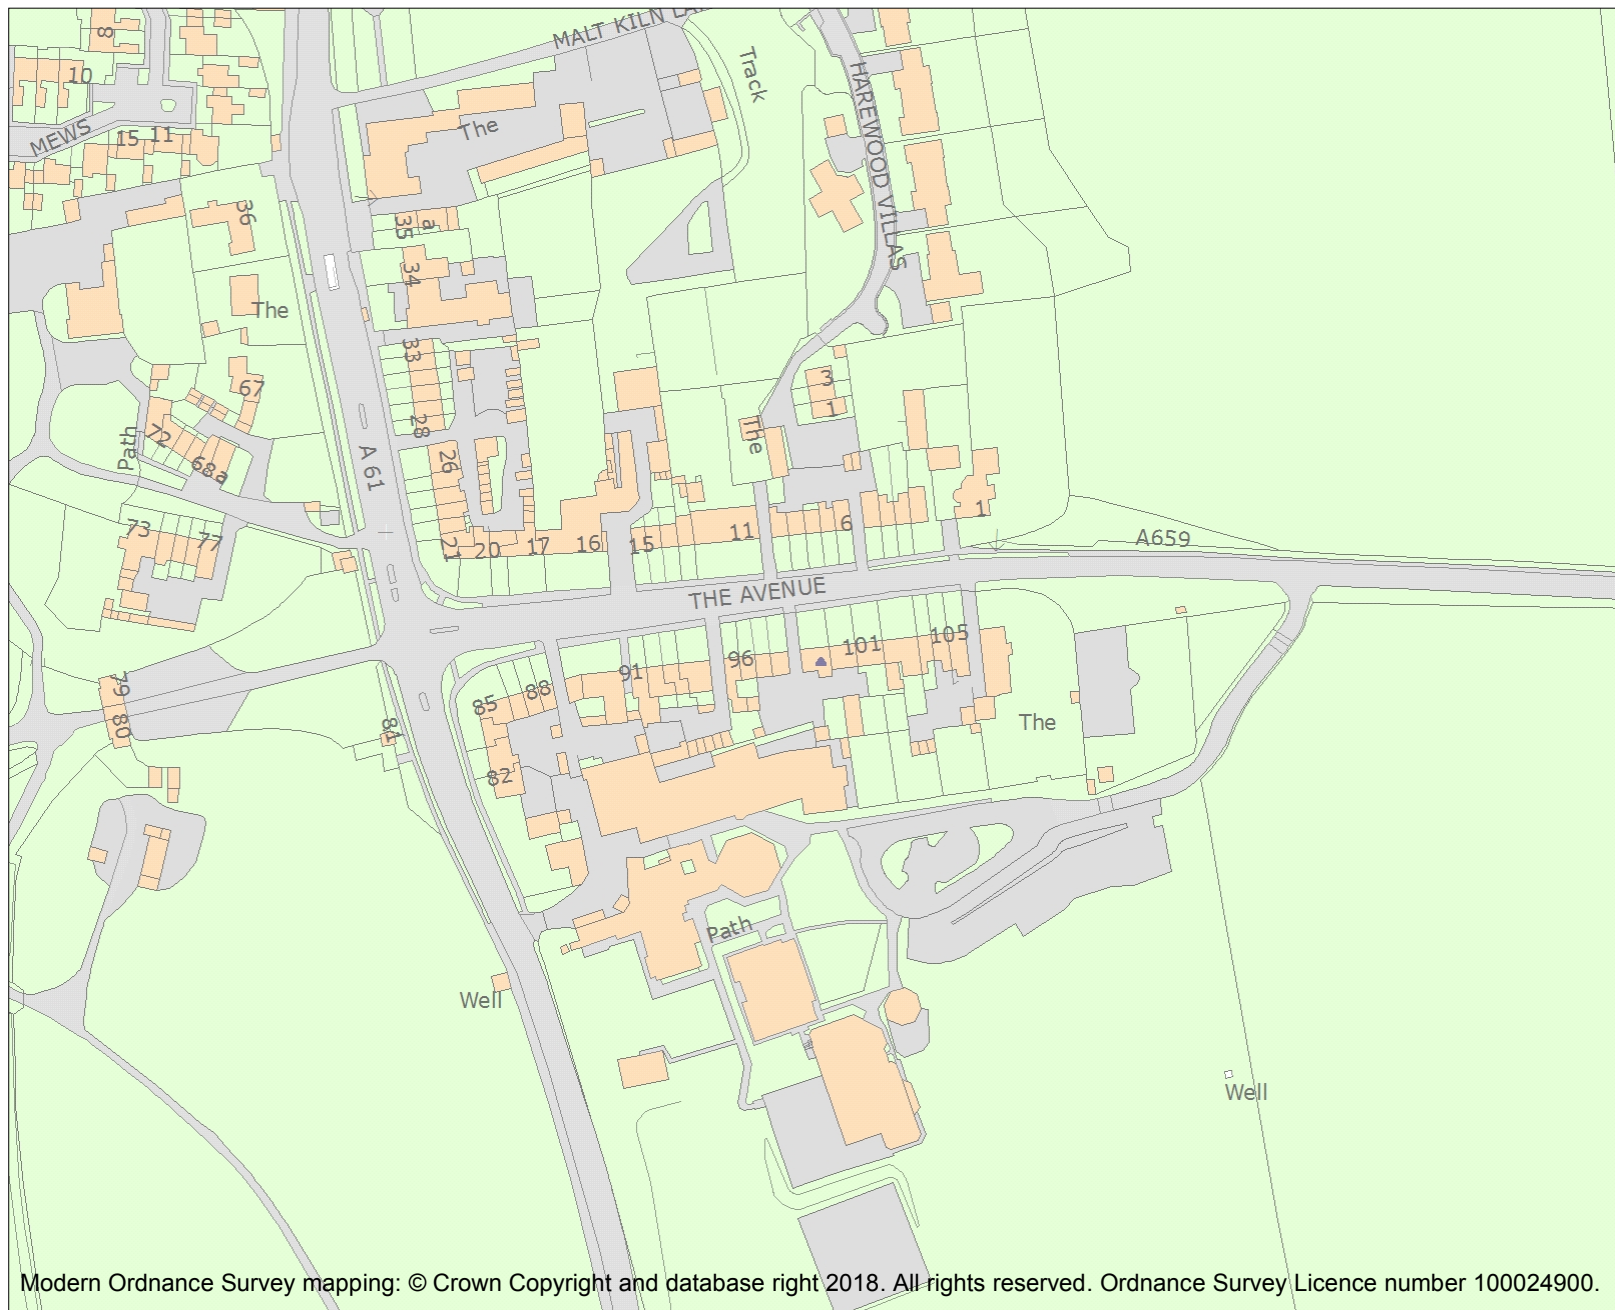 MALT KILN LA
8
10
Track
HAREWOOD VILLAS
MEWS
15
11
The
36
35
a
34
The
33
67
3
1
28
The
72
Path
68a
A 61
26
73
77
21
20
17
16
15
11
6
1
A659
THE AVENUE
91
96
101
105
79
80
85
88
81
82
The
Path
Well
Well
Modern Ordnance Survey mapping: © Crown Copyright and database right 2018. All rights reserved. Ordnance Survey Licence number 100024900.